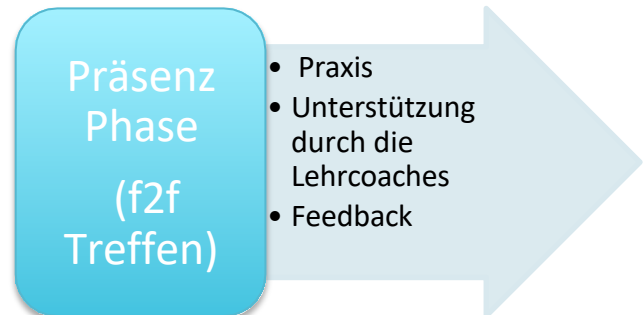 Präsenz
Phase
(f2f
Treffen)
• Praxis
• Unterstützung
durch die
Lehrcoaches
• Feedback